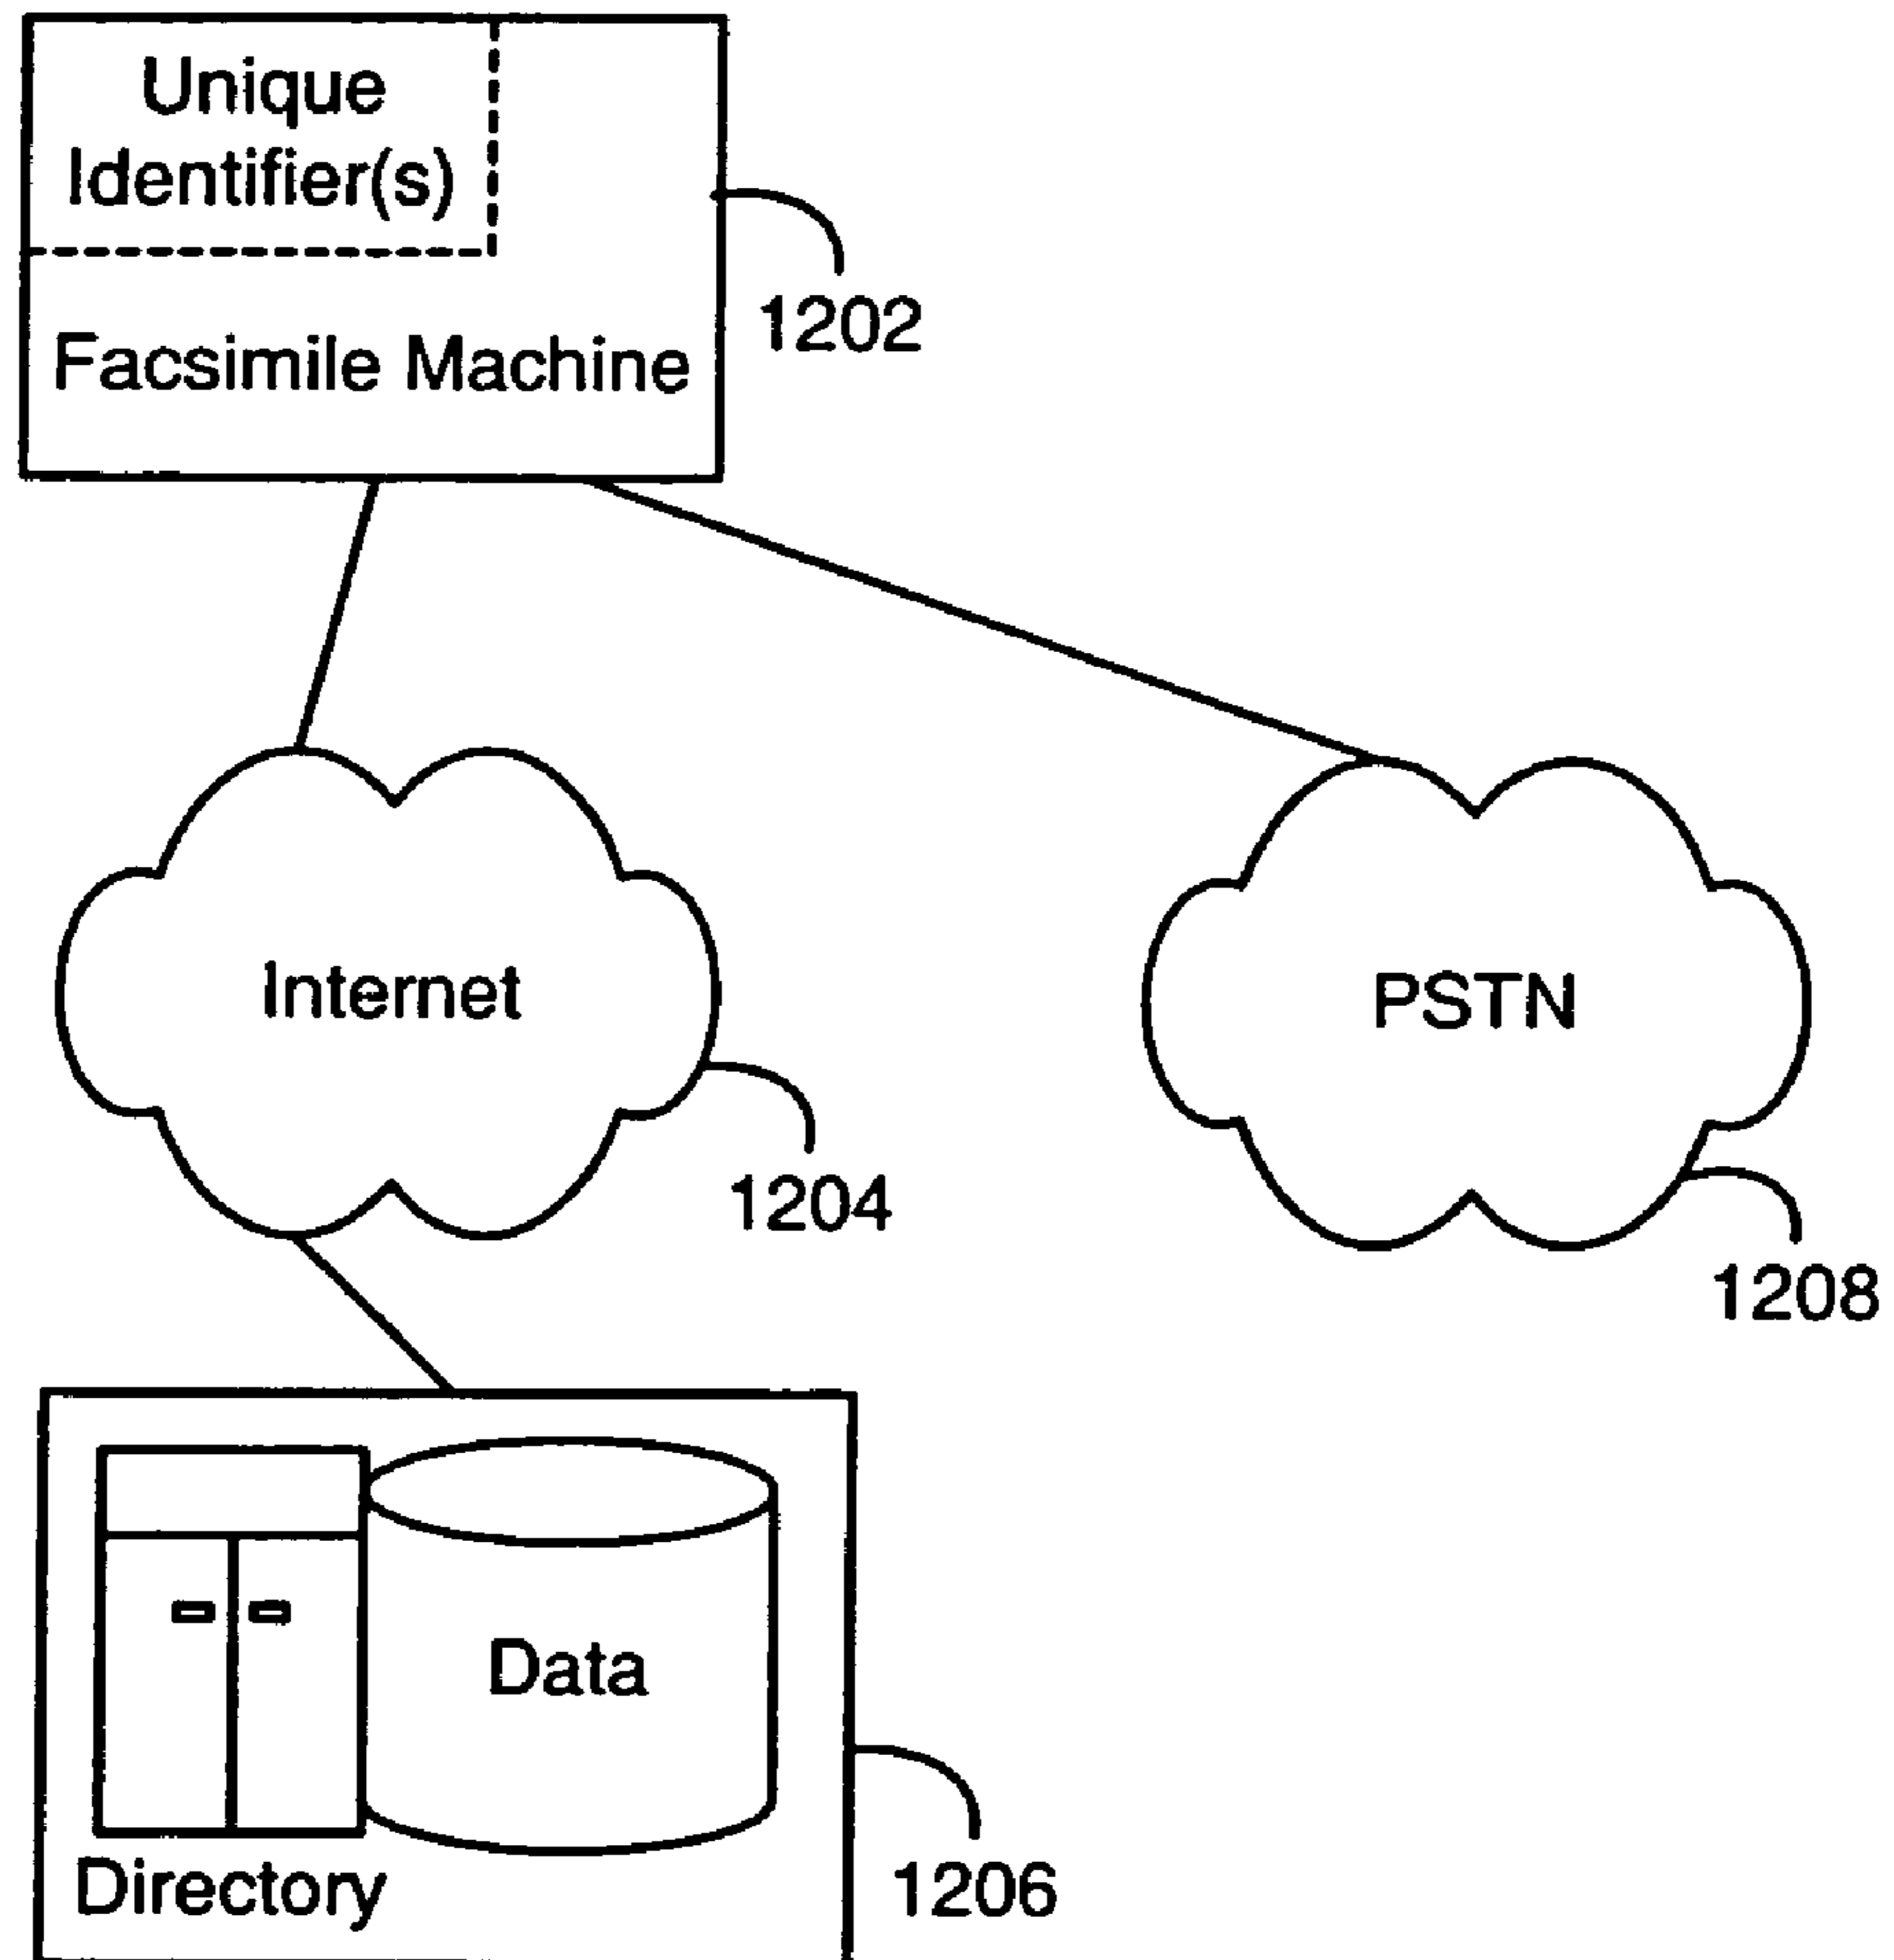 Unique
Identifier(s)
Facsimile Machine
1202
Internet
PSTN
1204
1208
Data
Directory
1206